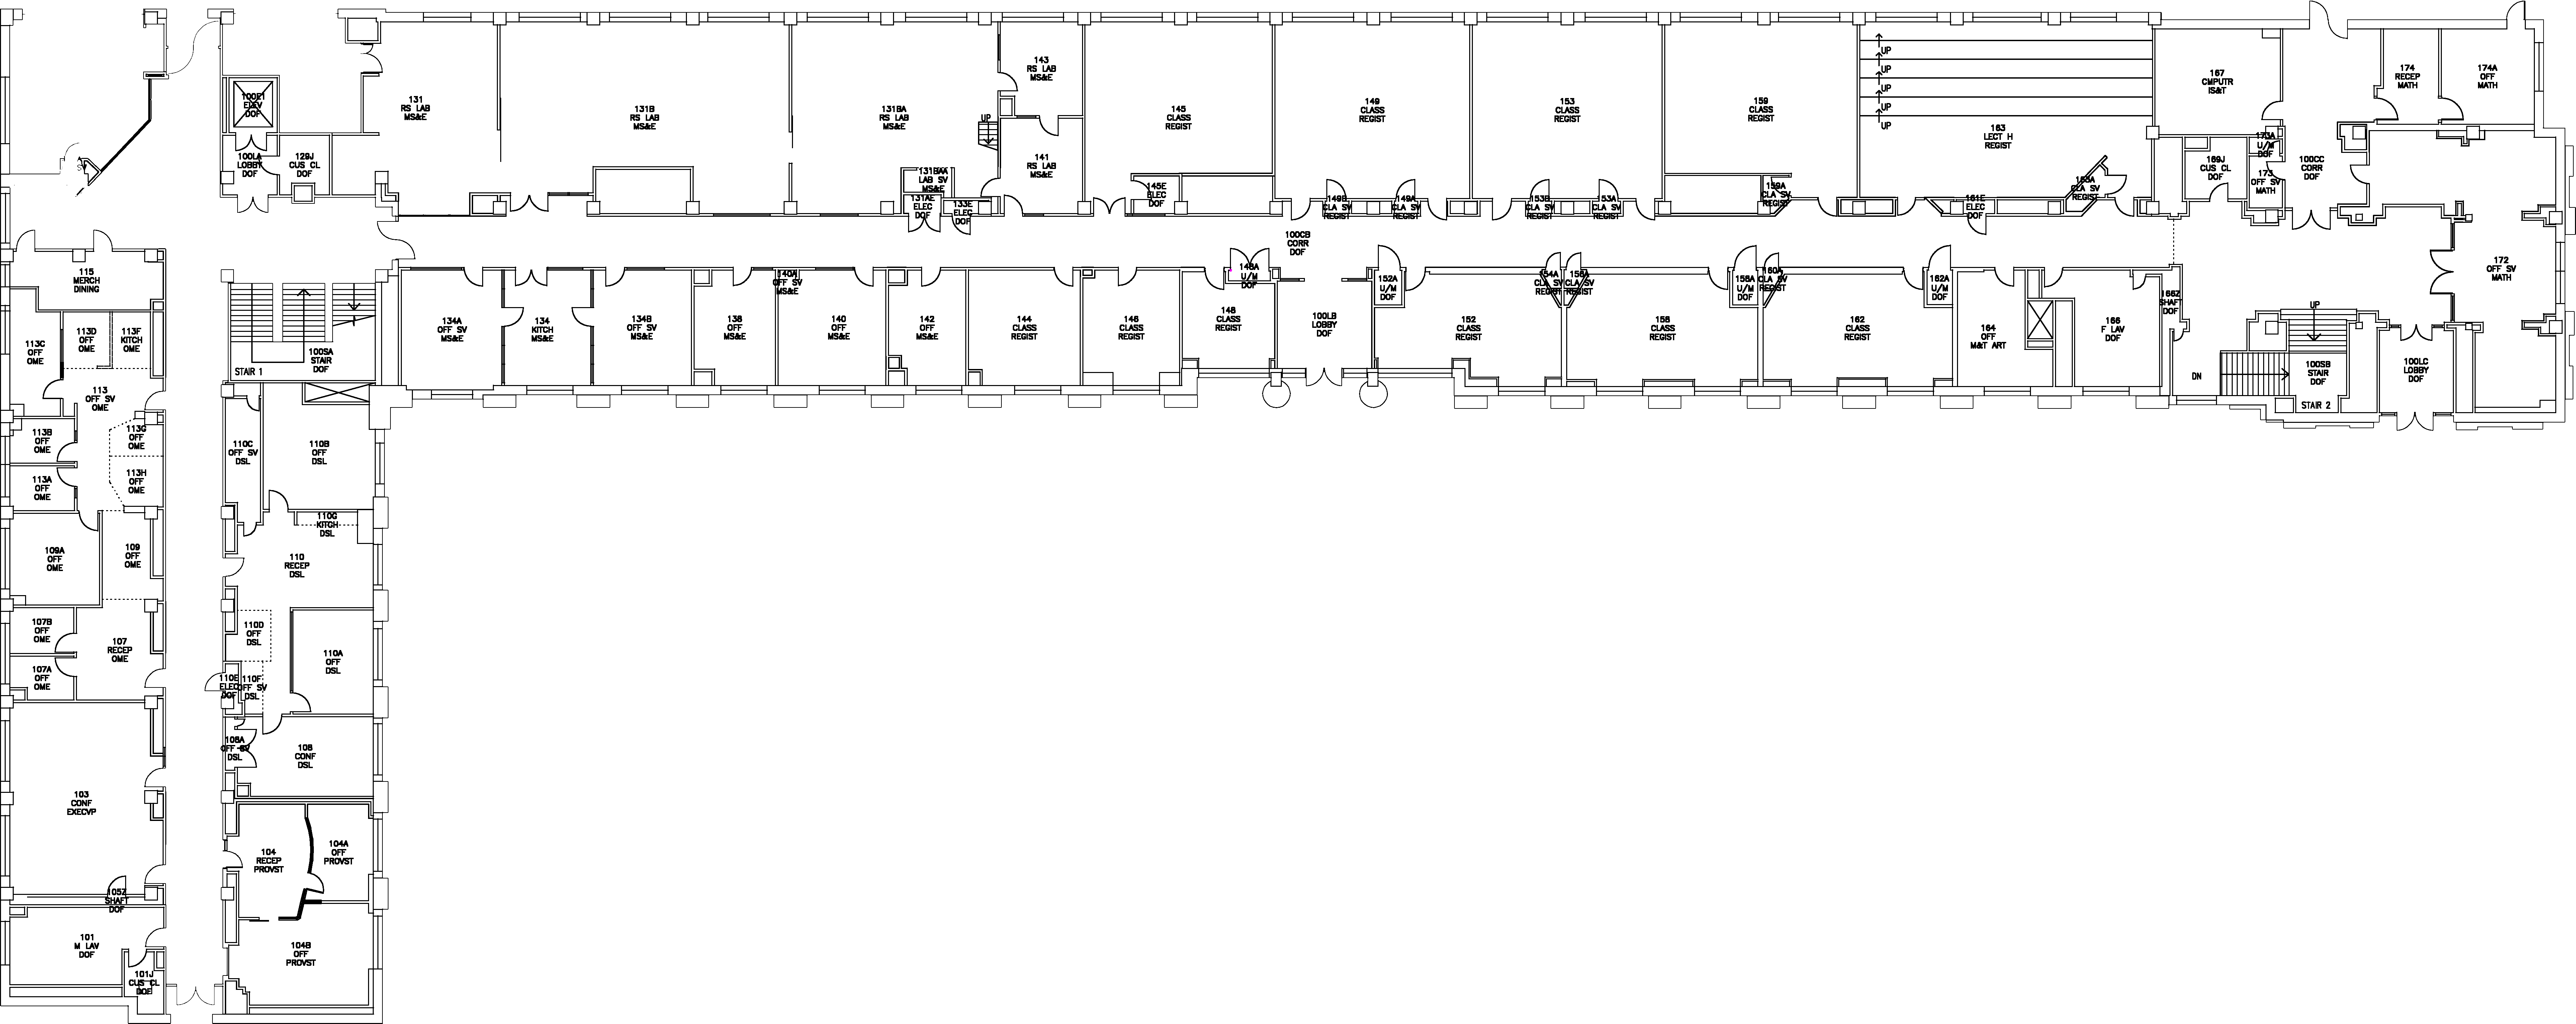 131
RS LAB
MS&E
131B
RS LAB
MS&E
131BA
RS LAB
MS&E
143
RS LAB
MS&E
UP
141
RS LAB
MS&E
145
CLASS
REGIST
149
CLASS
REGIST
153
CLASS
REGIST
159
CLASS
REGIST
UP
UP
UP
UP
UP
163
LECT H
REGIST
167
CMPUTR
IS&T
174
RECEP
MATH
174A
OFF
MATH
100E1
ELEV
DOF
100LA
LOBBY
DOF
129J
CUS CL
DOF
131BAA
LAB SV
MS&E
131AE
ELEC
DOF
133E
ELEC
DOF
145E
ELEC
DOF
149B
CLA SV
REGIST
149A
CLA SV
REGIST
153B
CLA SV
REGIST
153A
CLA SV
REGIST
159A
CLA SV
REGIST
161E
ELEC
DOF
CLA SV
REGIST
169J
CUS CL
DOF
173A
U/M
DOF
173
OFF SV
MATH
100CC
CORR
DOF
100CB
CORR
DOF
115
MERCH
DINING
134A
OFF SV
MS&E
134
KITCH
MS&E
134B
OFF SV
MS&E
138
OFF
MS&E
140A
OFF SV
MS&E
140
OFF
MS&E
142
OFF
MS&E
144
CLASS
REGIST
146
CLASS
REGIST
148
CLASS
REGIST
148A
U/M
DOF
100LB
LOBBY
DOF
152A
U/M
DOF
152
CLASS
REGIST
154A
CLA SV
REGIST
156A
CLA SV
REGIST
158
CLASS
REGIST
158A
U/M
DOF
160A
CLA SV
REGIST
162
CLASS
REGIST
162A
U/M
DOF
164
OFF
M&T ART
166
F LAV
DOF
166Z
SHAFT
DOF
172
OFF SV
MATH
UP
DN
100SB
STAIR
DOF
STAIR 2
100LC
LOBBY
DOF
100SA
STAIR
DOF
STAIR 1
113C
OFF
OME
113D
OFF
OME
113F
KITCH
OME
113
OFF SV
OME
113B
OFF
OME
113G
OFF
OME
113A
OFF
OME
113H
OFF
OME
109A
OFF
OME
109
OFF
OME
107B
OFF
OME
107
RECEP
OME
107A
OFF
OME
103
CONF
EXECVP
105Z
SHAFT
DOF
101
M LAV
DOF
101J
CUS CL
DOF
110C
OFF SV
DSL
110B
OFF
DSL
110G
KITCH
DSL
110
RECEP
DSL
110D
OFF
DSL
110A
OFF
DSL
110E
ELEC
DOF
110F
OFF SV
DSL
108A
OFF SV
DSL
108
CONF
DSL
104
RECEP
PROVST
104A
OFF
PROVST
104B
OFF
PROVST